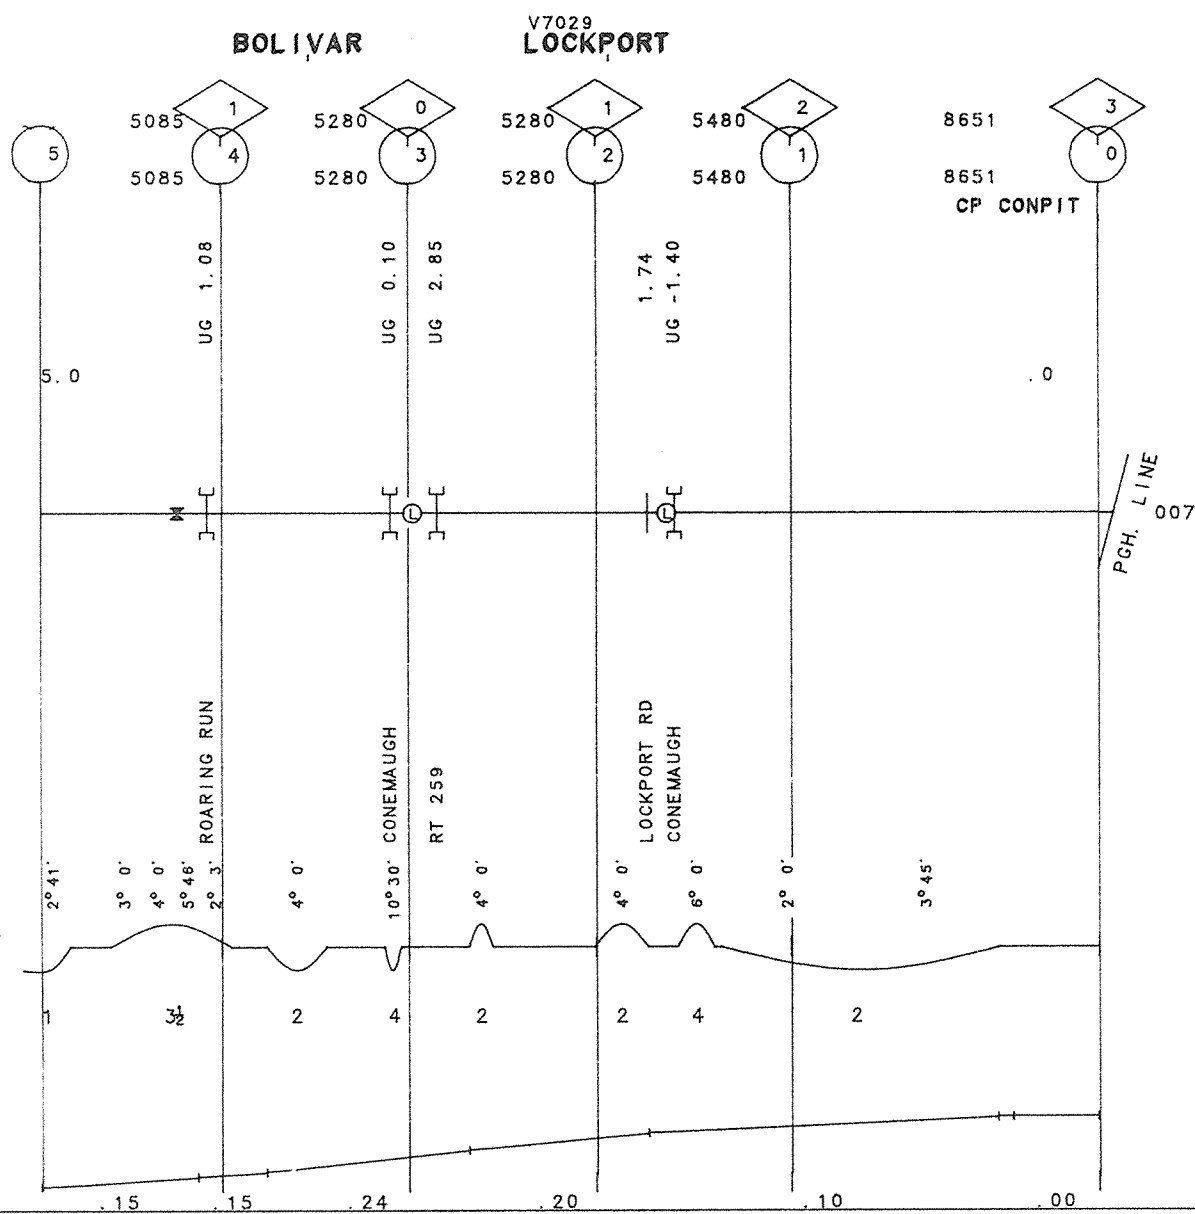 V7029
BOLIVAR LOCKPORT
1 0 1 2 3
5085 5280 5280 5480 8651
5 4 3 2 1 0
5085 5280 5280 5480 8651
CP CONPIT
UG 1.08
UG 0.10
UG 2.85
1.74
UG -1.40
5.0 .0
L L
PGH. LINE
007
ROARING RUN
CONEMAUGH
RT 259
LOCKPORT RD
CONEMAUGH
2° 41'
3° 0'
4° 0'
5° 46'
2° 3'
4° 0'
10° 30'
4° 0'
4° 0'
6° 0'
2° 0'
3° 45'
1 3½ 2 4 2 2 4 2
.15 .15 .24 .20 .10 .00